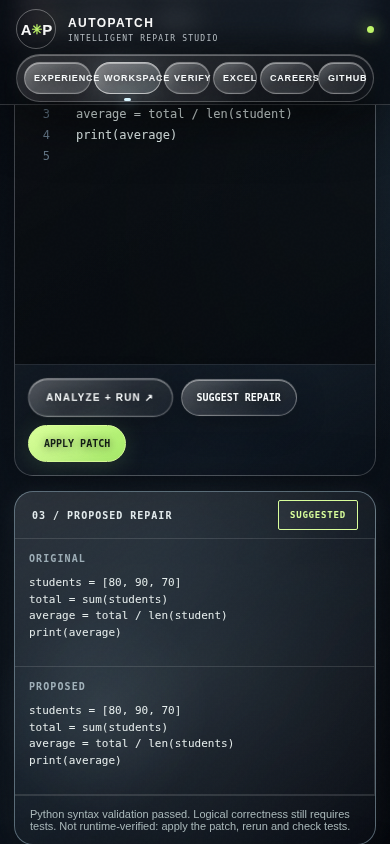 A✳P
AUTOPATCH
INTELLIGENT REPAIR STUDIO
EXPERIENCE WORKSPACE VERIFY EXCEL CAREERS GITHUB
3 average = total / len(student)
4 print(average)
5
ANALYZE + RUN ↗ SUGGEST REPAIR
APPLY PATCH
03 / PROPOSED REPAIR SUGGESTED
ORIGINAL
students = [80, 90, 70]
total = sum(students)
average = total / len(student)
print(average)
PROPOSED
students = [80, 90, 70]
total = sum(students)
average = total / len(students)
print(average)
Python syntax validation passed. Logical correctness still requires
tests. Not runtime-verified: apply the patch, rerun and check tests.